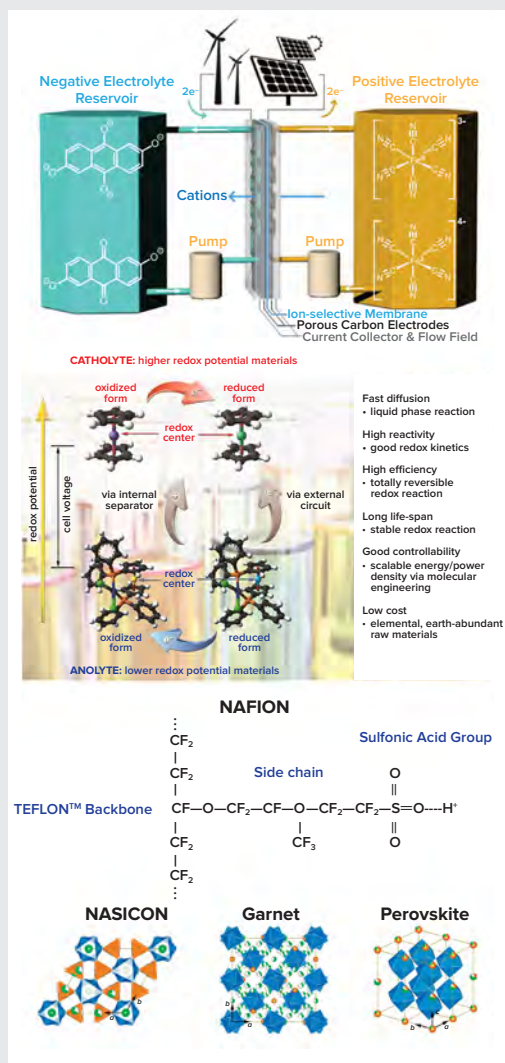 Negative Electrolyte
Reservoir
Positive Electrolyte
Reservoir
2e⁻
2e⁻
3-
4-
Cations
Pump
Pump
Ion-selective Membrane
Porous Carbon Electrodes
Current Collector & Flow Field
CATHOLYTE: higher redox potential materials
oxidized
form
reduced
form
redox
center
redox potential
cell voltage
via internal
separator
via external
circuit
redox
center
oxidized
form
reduced
form
ANOLYTE: lower redox potential materials
Fast diffusion
• liquid phase reaction
High reactivity
• good redox kinetics
High efficiency
• totally reversible
redox reaction
Long life-span
• stable redox reaction
Good controllability
• scalable energy/power
density via molecular
engineering
Low cost
• elemental, earth-abundant
raw materials
NAFION
Sulfonic Acid Group
Side chain
TEFLON™ Backbone
CF₂
CF₂
O
CF—O—CF₂—CF—O—CF₂—CF₂—S=O----H⁺
CF₂
CF₃
O
CF₂
NASICON
Garnet
Perovskite
b
a
b
a
c
b
a